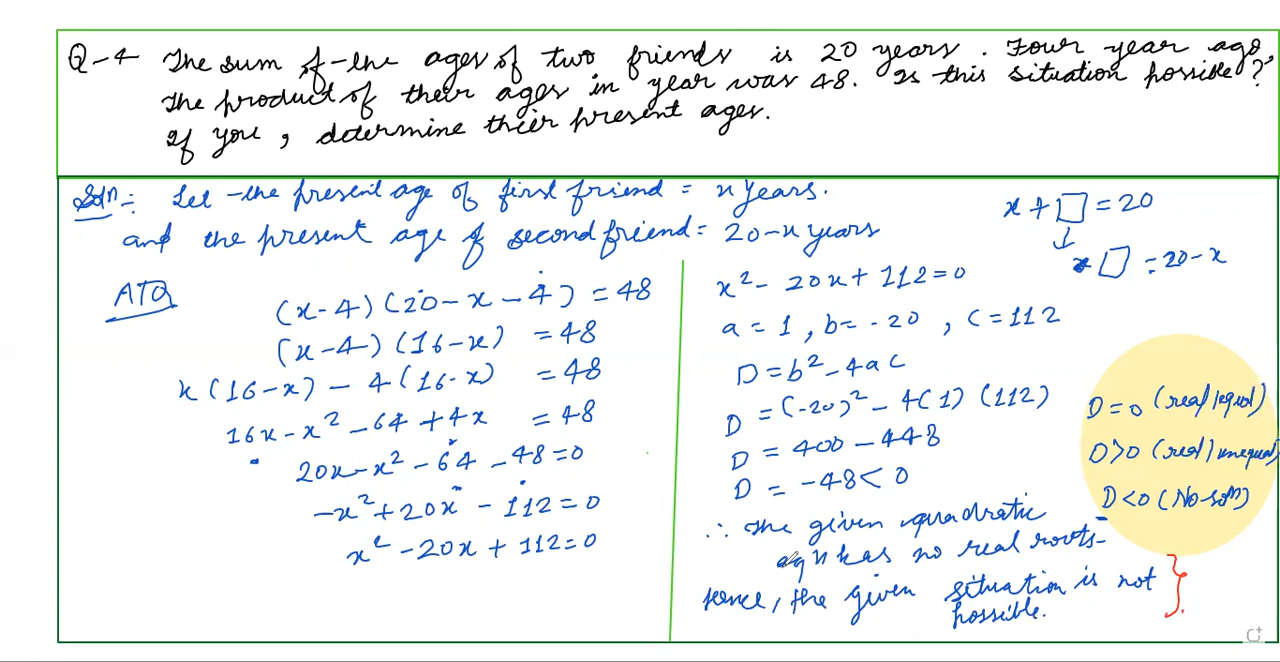 Q-4 The sum of the ages of two friends is 20 years. Four year ago,
the product of their ages in year was 48. Is this situation possible?
If you, determine their present ages.
Soln:- Let the present age of first friend = x years.
and the present age of second friend = 20-x years
x + □ = 20
↓
□ = 20-x
ATQ
(x-4)(20-x-4) = 48
(x-4)(16-x) = 48
x(16-x) - 4(16-x) = 48
16x - x² - 64 + 4x = 48
20x - x² - 64 - 48 = 0
-x² + 20x - 112 = 0
x² - 20x + 112 = 0
x² - 20x + 112 = 0
a = 1, b = -20, c = 112
D = b² - 4ac
D = (-20)² - 4(1)(112)
D = 400 - 448
D = -48 < 0
∴ the given quadratic
eqn has no real roots-
hence, the given situation is not
possible.
D = 0 (real/equal)
D > 0 (real/unequal)
D < 0 (No-soln)